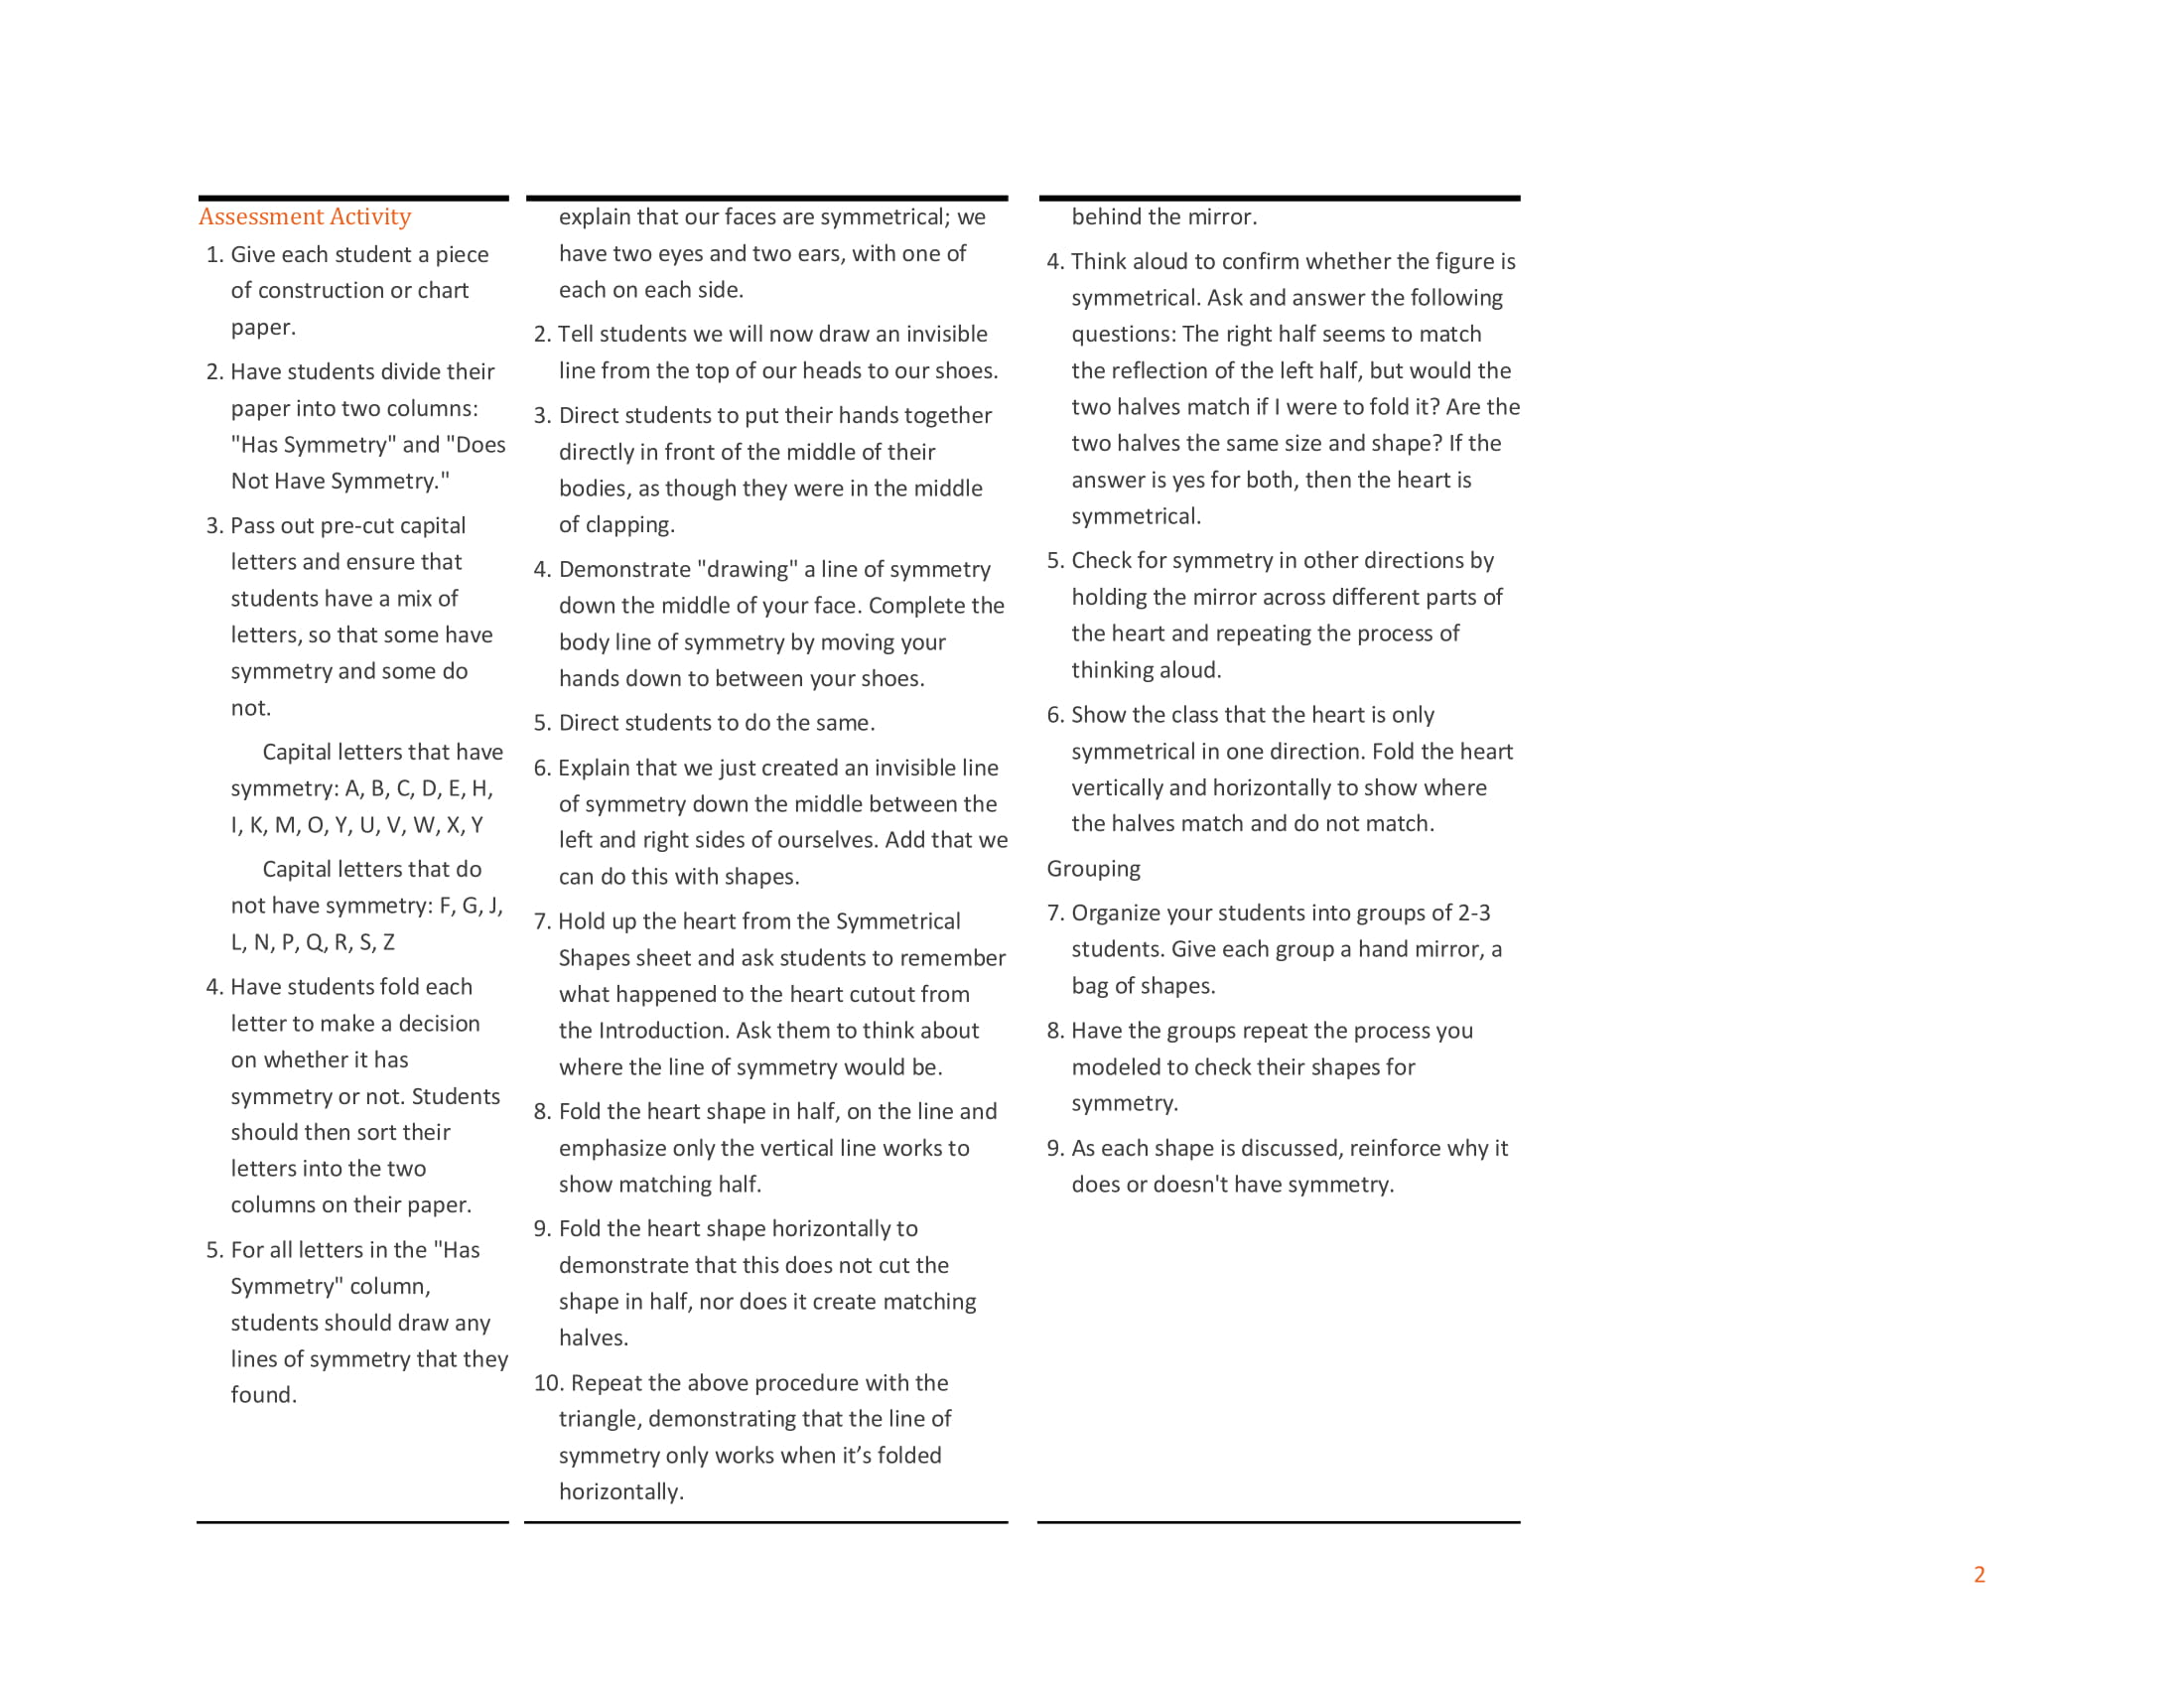 Assessment Activity
1. Give each student a piece
of construction or chart
paper.
2. Have students divide their
paper into two columns:
"Has Symmetry" and "Does
Not Have Symmetry."
3. Pass out pre-cut capital
letters and ensure that
students have a mix of
letters, so that some have
symmetry and some do
not.
Capital letters that have
symmetry: A, B, C, D, E, H,
I, K, M, O, Y, U, V, W, X, Y
Capital letters that do
not have symmetry: F, G, J,
L, N, P, Q, R, S, Z
4. Have students fold each
letter to make a decision
on whether it has
symmetry or not. Students
should then sort their
letters into the two
columns on their paper.
5. For all letters in the "Has
Symmetry" column,
students should draw any
lines of symmetry that they
found.
explain that our faces are symmetrical; we
have two eyes and two ears, with one of
each on each side.
2. Tell students we will now draw an invisible
line from the top of our heads to our shoes.
3. Direct students to put their hands together
directly in front of the middle of their
bodies, as though they were in the middle
of clapping.
4. Demonstrate "drawing" a line of symmetry
down the middle of your face. Complete the
body line of symmetry by moving your
hands down to between your shoes.
5. Direct students to do the same.
6. Explain that we just created an invisible line
of symmetry down the middle between the
left and right sides of ourselves. Add that we
can do this with shapes.
7. Hold up the heart from the Symmetrical
Shapes sheet and ask students to remember
what happened to the heart cutout from
the Introduction. Ask them to think about
where the line of symmetry would be.
8. Fold the heart shape in half, on the line and
emphasize only the vertical line works to
show matching half.
9. Fold the heart shape horizontally to
demonstrate that this does not cut the
shape in half, nor does it create matching
halves.
10. Repeat the above procedure with the
triangle, demonstrating that the line of
symmetry only works when it’s folded
horizontally.
behind the mirror.
4. Think aloud to confirm whether the figure is
symmetrical. Ask and answer the following
questions: The right half seems to match
the reflection of the left half, but would the
two halves match if I were to fold it? Are the
two halves the same size and shape? If the
answer is yes for both, then the heart is
symmetrical.
5. Check for symmetry in other directions by
holding the mirror across different parts of
the heart and repeating the process of
thinking aloud.
6. Show the class that the heart is only
symmetrical in one direction. Fold the heart
vertically and horizontally to show where
the halves match and do not match.
Grouping
7. Organize your students into groups of 2-3
students. Give each group a hand mirror, a
bag of shapes.
8. Have the groups repeat the process you
modeled to check their shapes for
symmetry.
9. As each shape is discussed, reinforce why it
does or doesn't have symmetry.
2